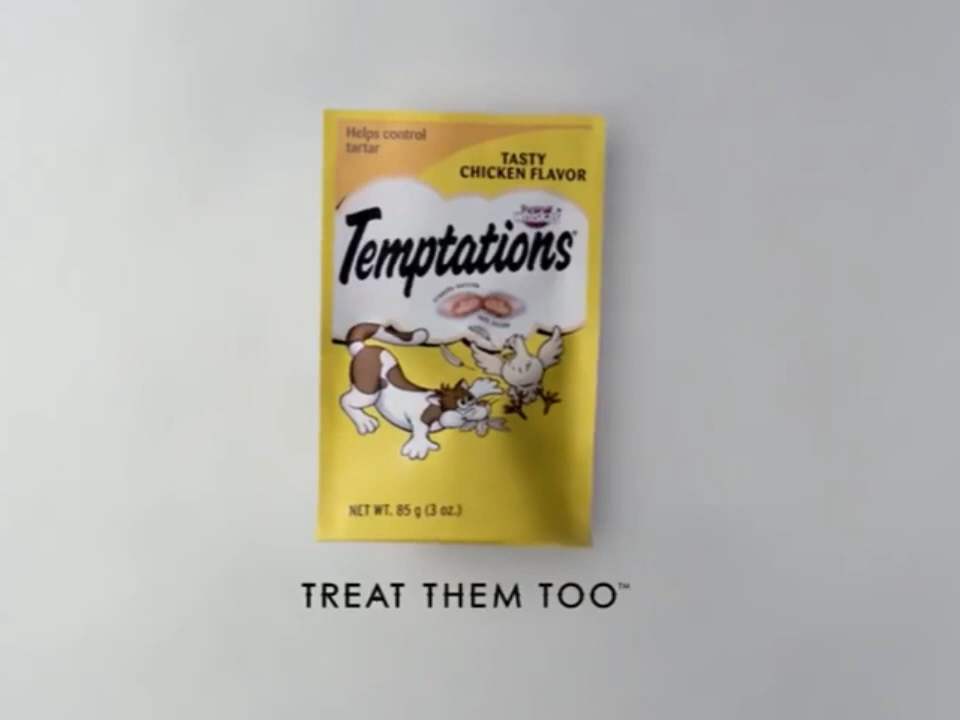 Helps control
tartar
TASTY
CHICKEN FLAVOR
Temptations
NET WT. 85 g (3 oz.)
TREAT THEM TOO™